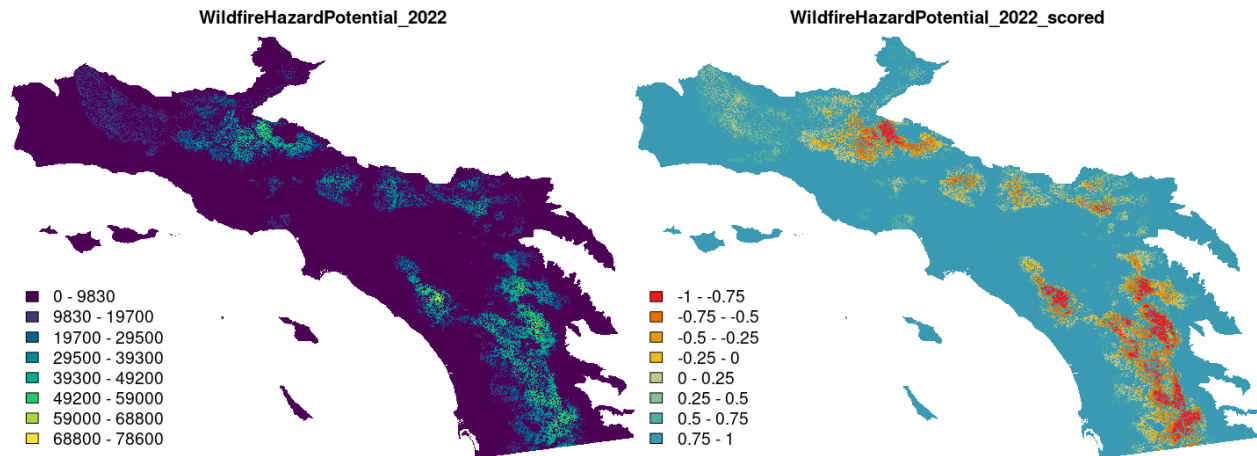 WildfireHazardPotential_2022
WildfireHazardPotential_2022_scored
0 - 9830
9830 - 19700
19700 - 29500
29500 - 39300
39300 - 49200
49200 - 59000
59000 - 68800
68800 - 78600
-1 - -0.75
-0.75 - -0.5
-0.5 - -0.25
-0.25 - 0
0 - 0.25
0.25 - 0.5
0.5 - 0.75
0.75 - 1